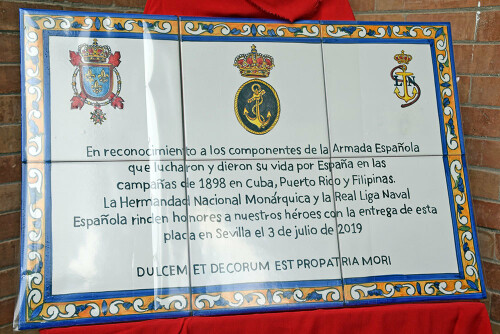 En reconocimiento a los componentes de la Armada Española
que lucharon y dieron su vida por España en las
campañas de 1898 en Cuba, Puerto Rico y Filipinas.
La Hermandad Nacional Monárquica y la Real Liga Naval
Española rinden honores a nuestros héroes con la entrega de esta
placa en Sevilla el 3 de julio de 2019
DULCEM ET DECORUM EST PRO PATRIA MORI